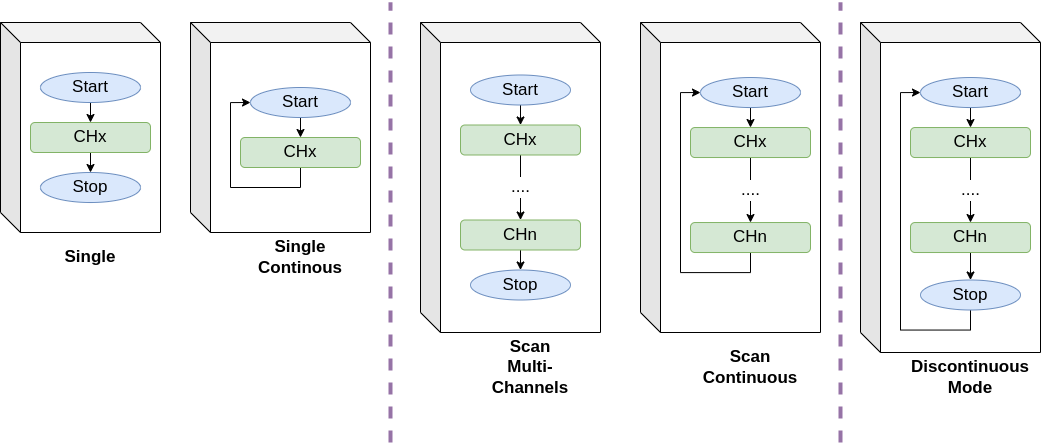 Start
CHx
Stop
Single
Start
CHx
Single
Continous
Start
CHx
....
CHn
Stop
Scan
Multi-
Channels
Start
CHx
....
CHn
Scan
Continuous
Start
CHx
....
CHn
Stop
Discontinuous
Mode